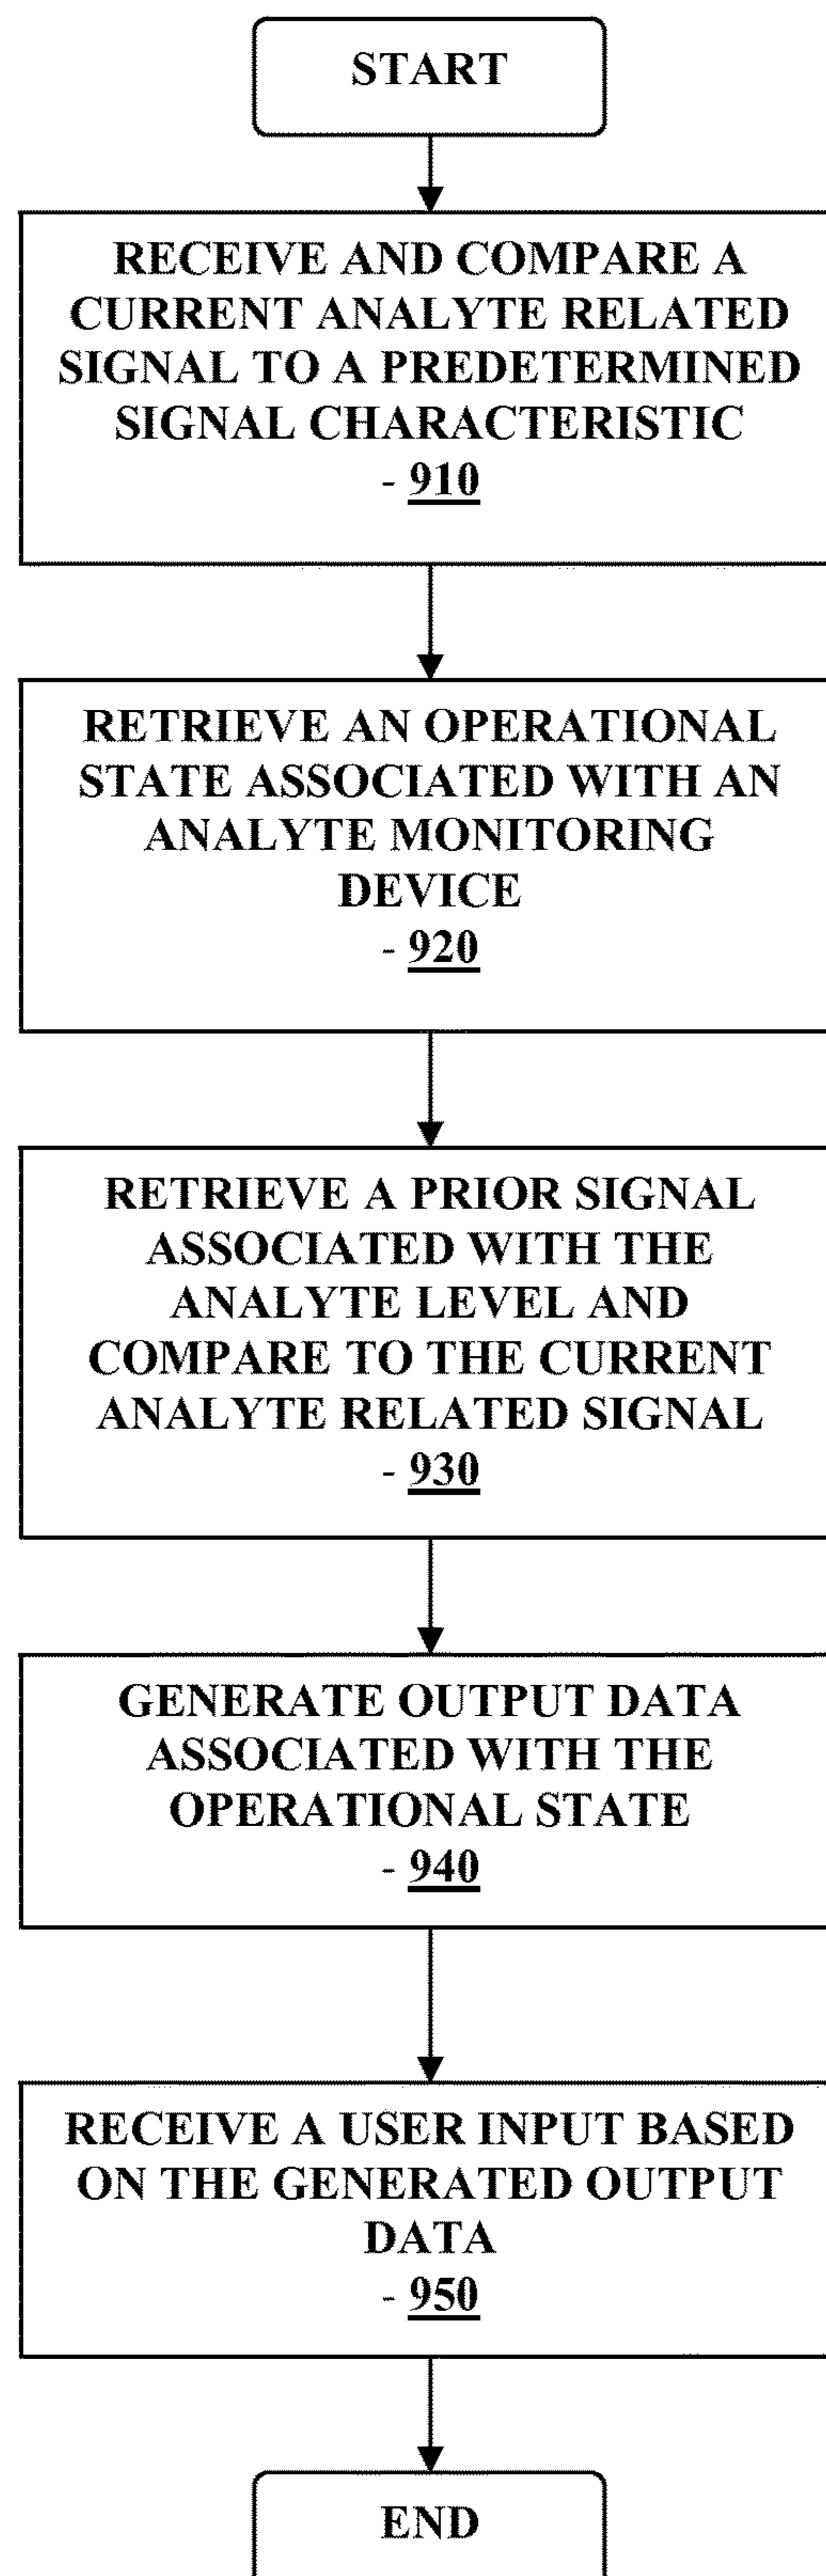 START
RECEIVE AND COMPARE A
CURRENT ANALYTE RELATED
SIGNAL TO A PREDETERMINED
SIGNAL CHARACTERISTIC
- 910
RETRIEVE AN OPERATIONAL
STATE ASSOCIATED WITH AN
ANALYTE MONITORING
DEVICE
- 920
RETRIEVE A PRIOR SIGNAL
ASSOCIATED WITH THE
ANALYTE LEVEL AND
COMPARE TO THE CURRENT
ANALYTE RELATED SIGNAL
- 930
GENERATE OUTPUT DATA
ASSOCIATED WITH THE
OPERATIONAL STATE
- 940
RECEIVE A USER INPUT BASED
ON THE GENERATED OUTPUT
DATA
- 950
END